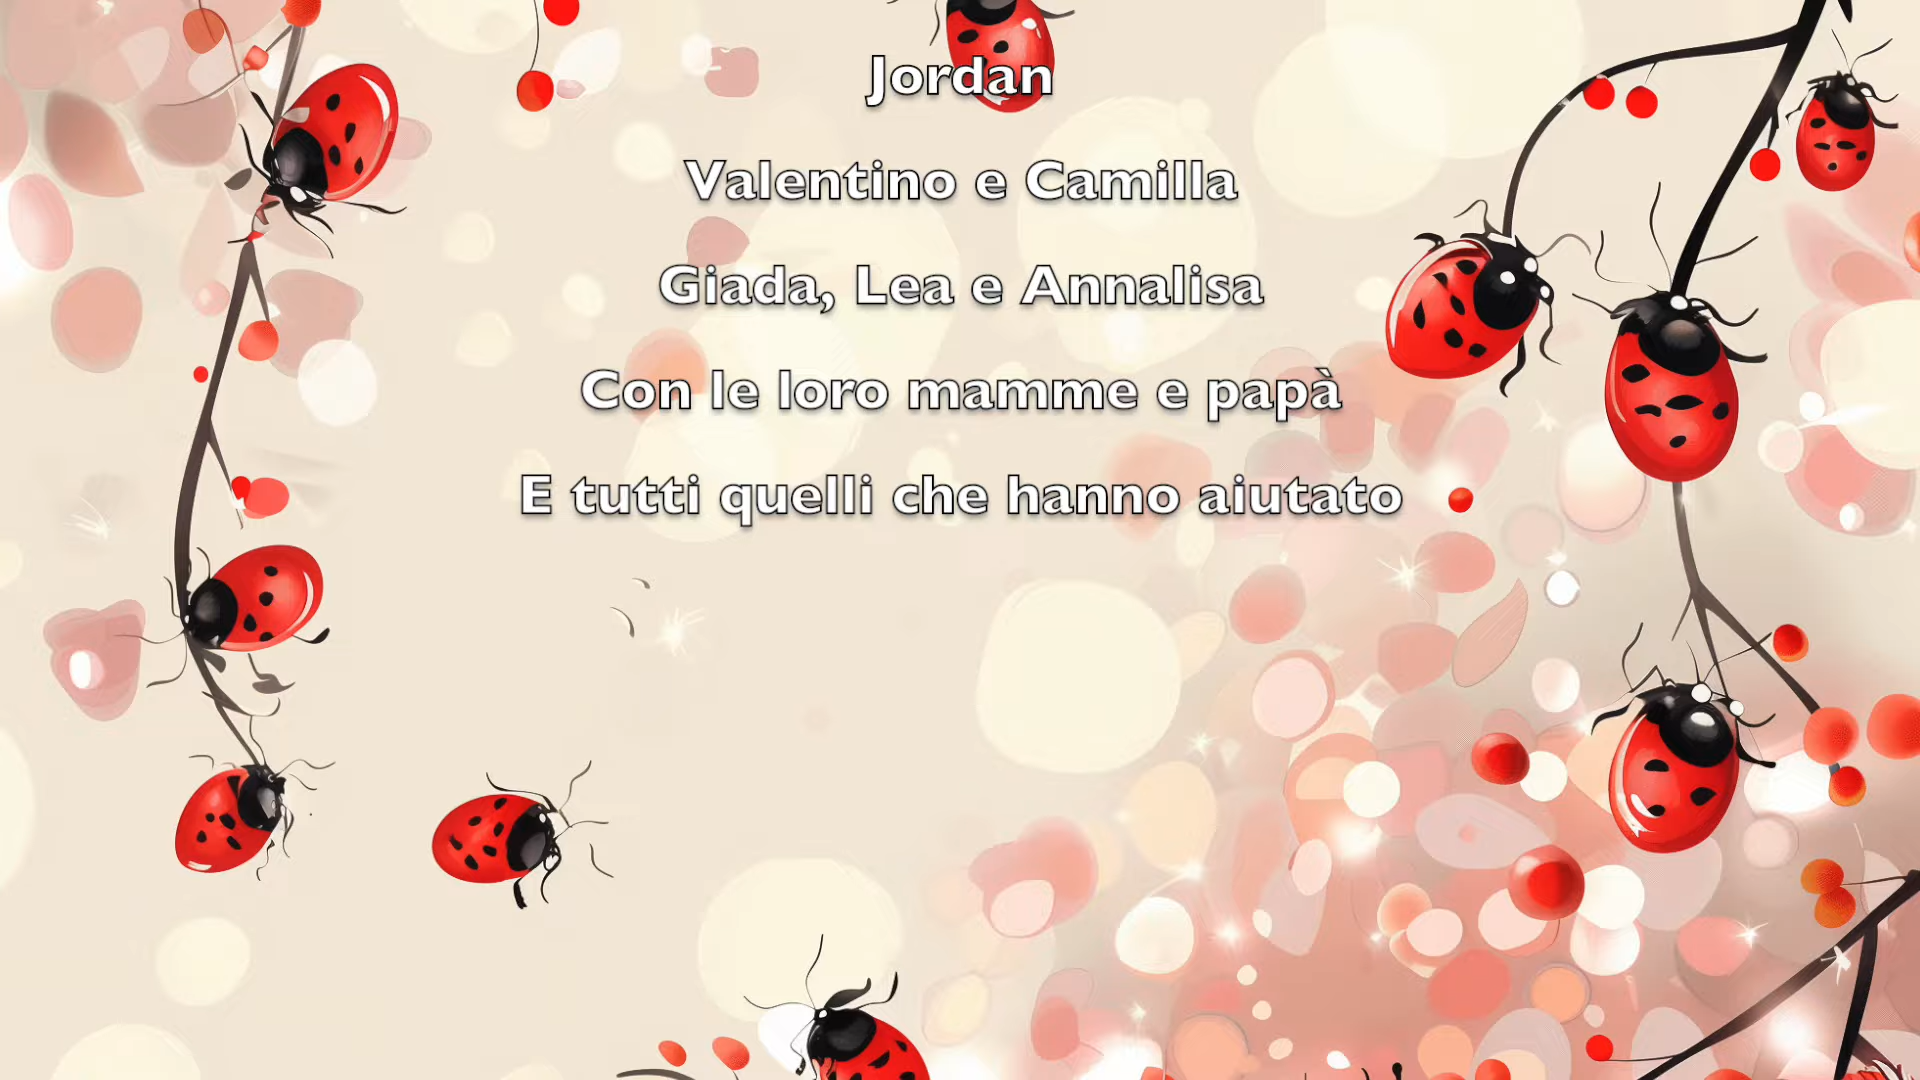 Jordan
Valentino e Camilla
Giada, Lea e Annalisa
Con le loro mamme e papà
E tutti quelli che hanno aiutato